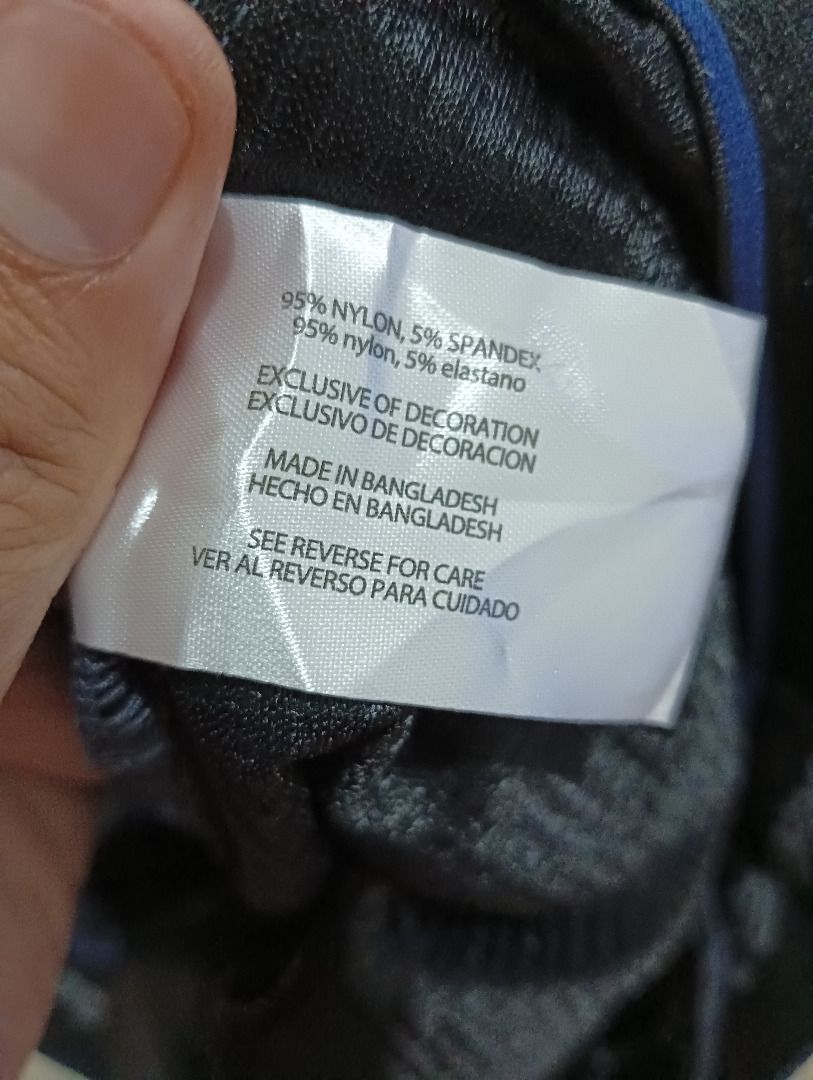 95% NYLON, 5% SPANDEX
95% nylon, 5% elastano
EXCLUSIVE OF DECORATION
EXCLUSIVO DE DECORACION
MADE IN BANGLADESH
HECHO EN BANGLADESH
SEE REVERSE FOR CARE
VER AL REVERSO PARA CUIDADO